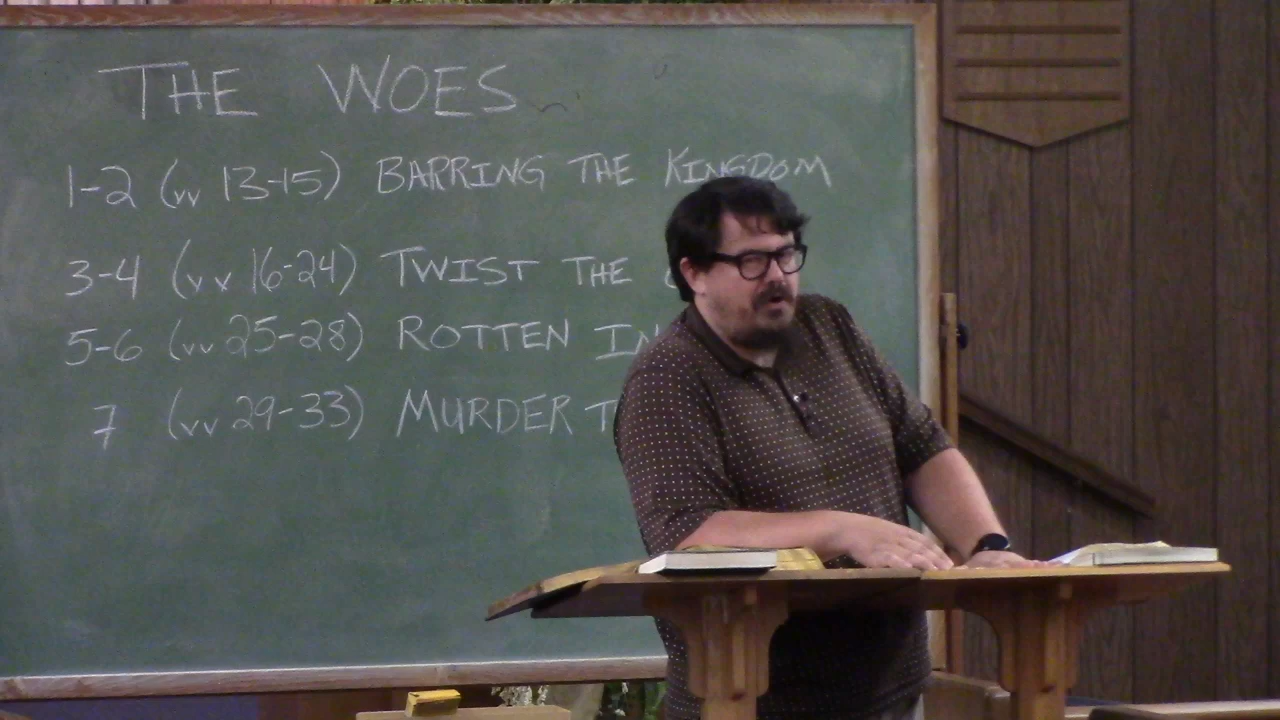 THE WOES
1-2 (vv 13-15) BARRING THE KINGDOM
3-4 (vv 16-24) TWIST THE
5-6 (vv 25-28) ROTTEN
7 (vv 29-33) MURDER